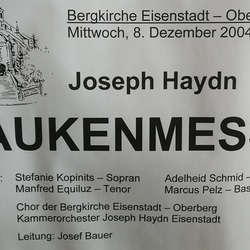 Bergkirche Eisenstadt – Ober
Mittwoch, 8. Dezember 2004
Joseph Haydn
AUKENMES
: Stefanie Kopinits – Sopran Adelheid Schmid –
Manfred Equiluz – Tenor Marcus Pelz – Bas
Chor der Bergkirche Eisenstadt – Oberberg
Kammerorchester Joseph Haydn Eisenstadt
Leitung: Josef Bauer